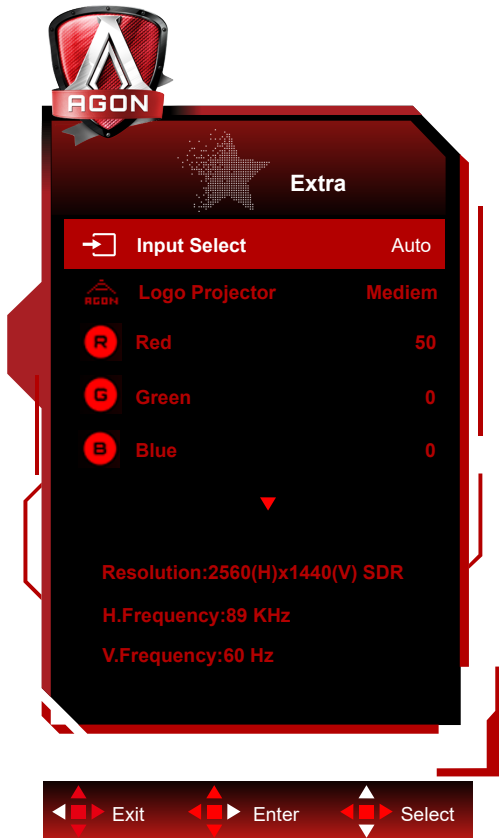 AGON
Extra
Input Select Auto
AGON Logo Projector Mediem
R Red 50
G Green 0
B Blue 0
Resolution:2560(H)x1440(V) SDR
H.Frequency:89 KHz
V.Frequency:60 Hz
Exit Enter Select